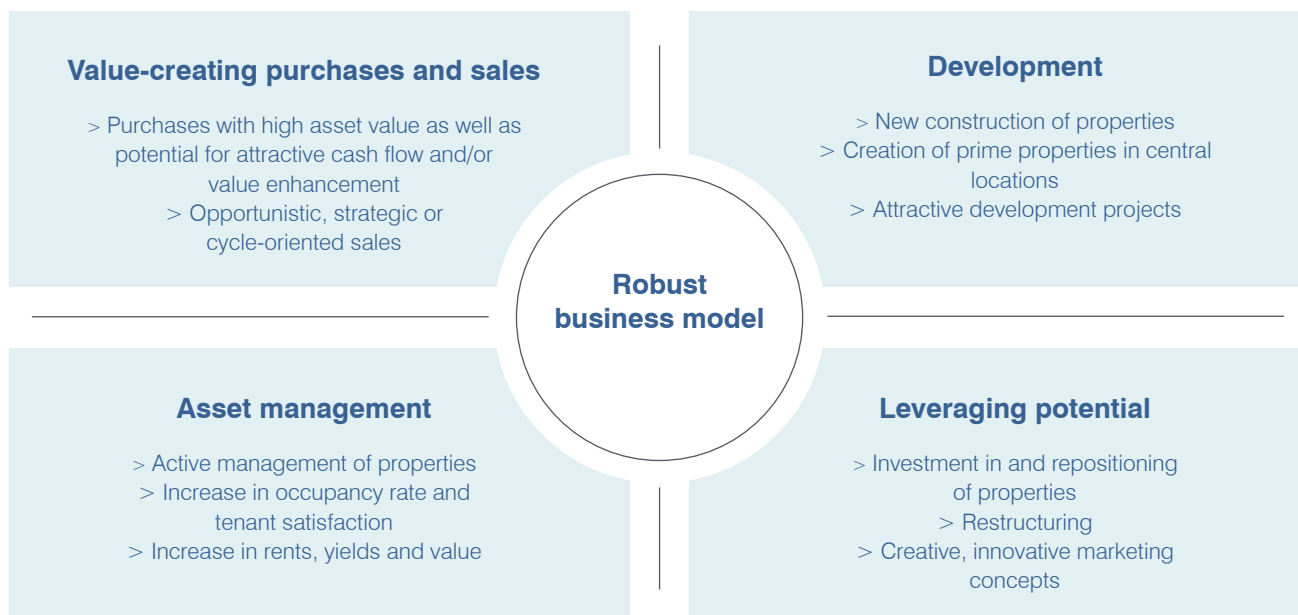 Value-creating purchases and sales
> Purchases with high asset value as well as
potential for attractive cash flow and/or
value enhancement
> Opportunistic, strategic or
cycle-oriented sales
Development
> New construction of properties
> Creation of prime properties in central
locations
> Attractive development projects
Robust
business model
Asset management
> Active management of properties
> Increase in occupancy rate and
tenant satisfaction
> Increase in rents, yields and value
Leveraging potential
> Investment in and repositioning
of properties
> Restructuring
> Creative, innovative marketing
concepts